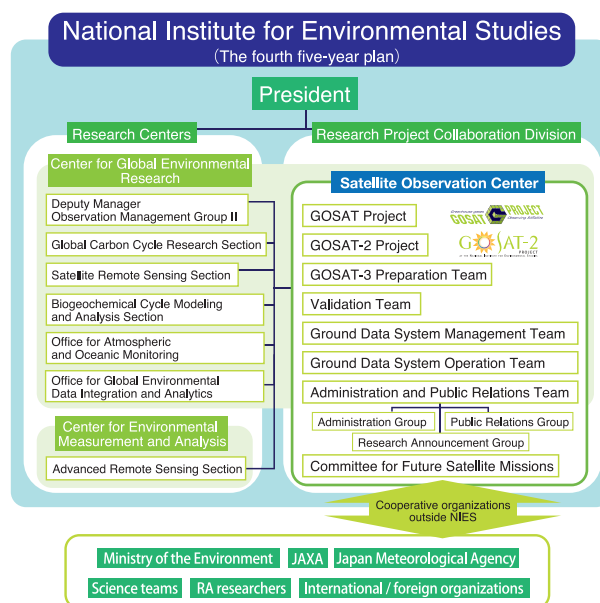 National Institute for Environmental Studies
(The fourth five-year plan)
President
Research Centers
Research Project Collaboration Division
Center for Global Environmental
Research
Deputy Manager
Observation Management Group II
Global Carbon Cycle Research Section
Satellite Remote Sensing Section
Biogeochemical Cycle Modeling
and Analysis Section
Office for Atmospheric
and Oceanic Monitoring
Office for Global Environmental
Data Integration and Analytics
Center for Environmental
Measurement and Analysis
Advanced Remote Sensing Section
Satellite Observation Center
GOSAT Project
GOSAT PROJECT
GOSAT-2 Project
GOSAT-2
PROJECT
GOSAT-3 Preparation Team
Validation Team
Ground Data System Management Team
Ground Data System Operation Team
Administration and Public Relations Team
Administration Group
Public Relations Group
Research Announcement Group
Committee for Future Satellite Missions
Cooperative organizations
outside NIES
Ministry of the Environment
JAXA
Japan Meteorological Agency
Science teams
RA researchers
International / foreign organizations